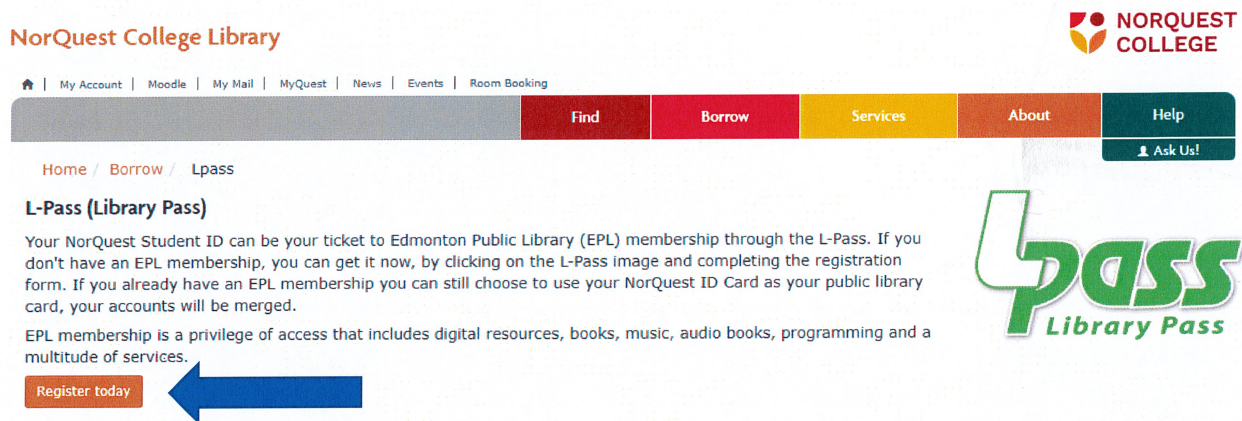 NorQuest College Library
NORQUEST
COLLEGE
My Account | Moodle | My Mail | MyQuest | News | Events | Room Booking
Find
Borrow
Services
About
Help
Ask Us!
Home / Borrow / Lpass
L-Pass (Library Pass)
Your NorQuest Student ID can be your ticket to Edmonton Public Library (EPL) membership through the L-Pass. If you
don't have an EPL membership, you can get it now, by clicking on the L-Pass image and completing the registration
form. If you already have an EPL membership you can still choose to use your NorQuest ID Card as your public library
card, your accounts will be merged.
EPL membership is a privilege of access that includes digital resources, books, music, audio books, programming and a
multitude of services.
Register today
Lpass
Library Pass